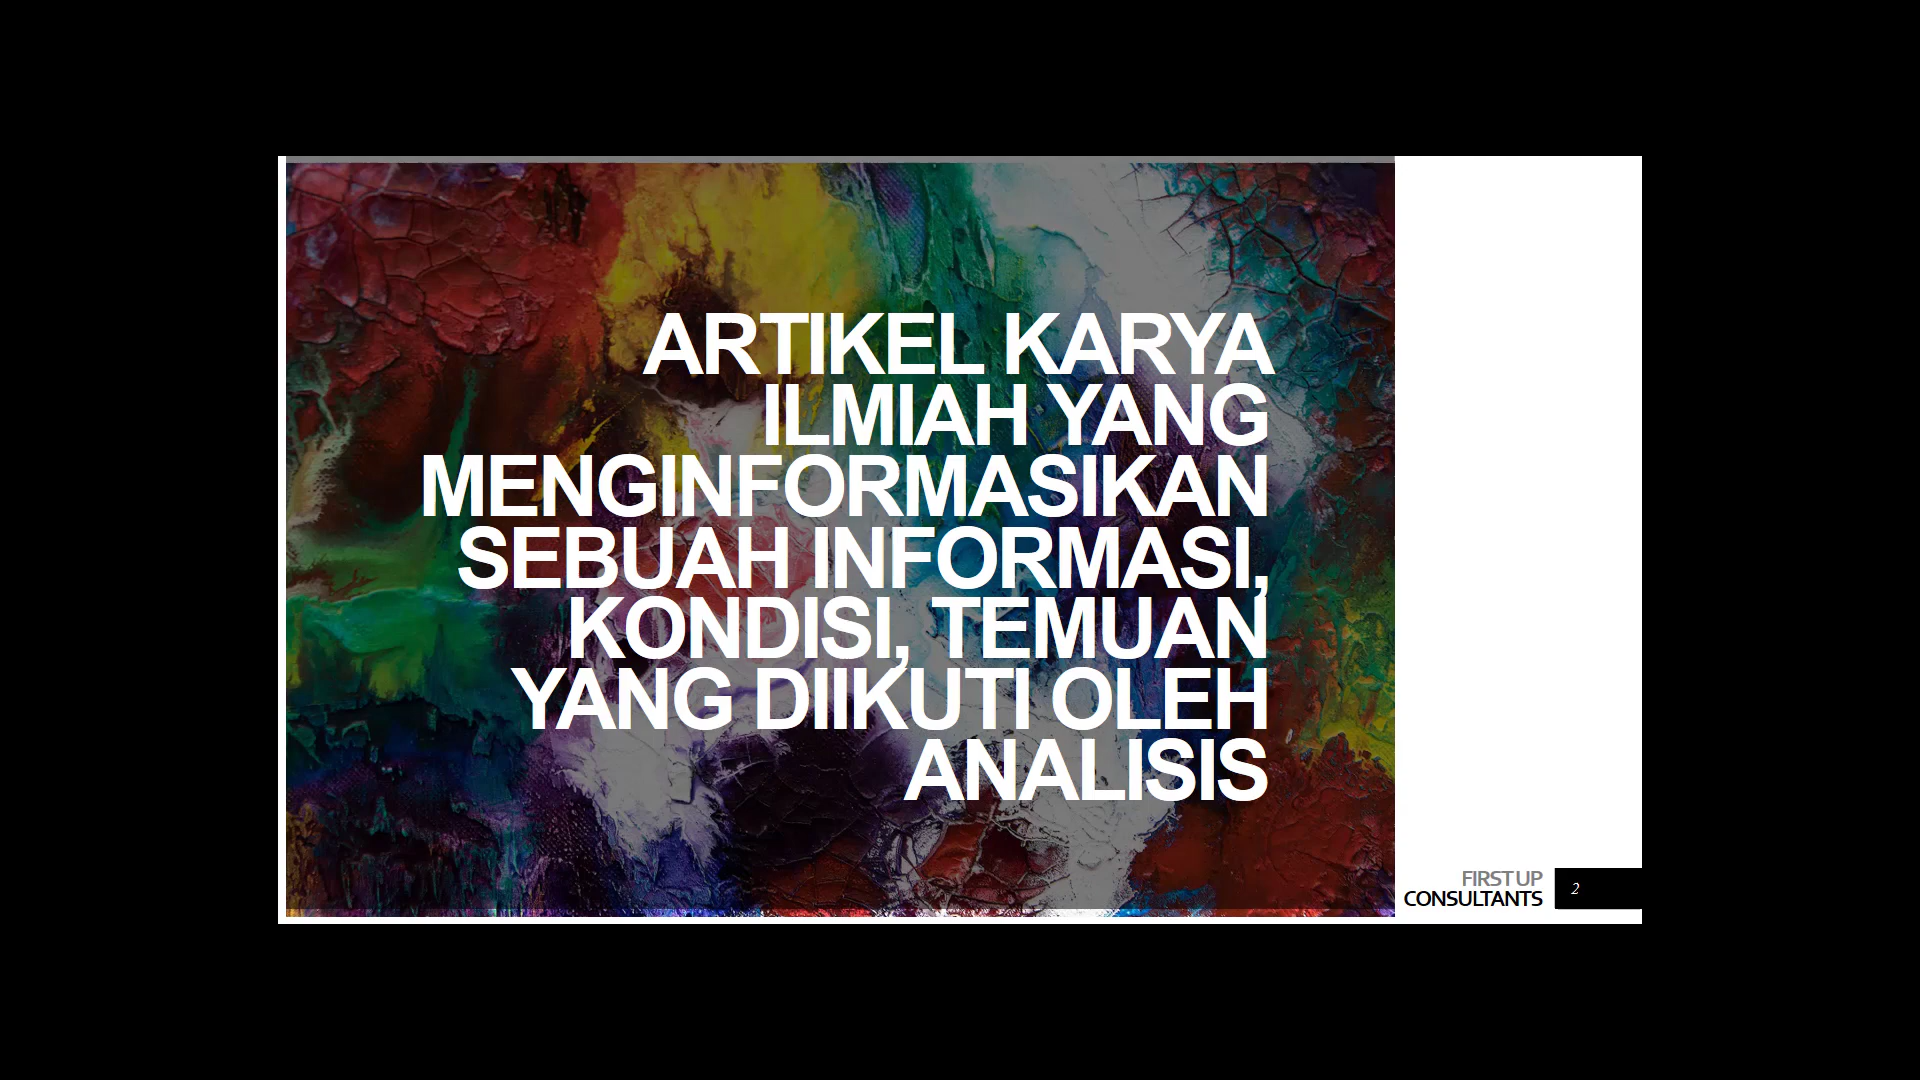 ARTIKEL KARYA
ILMIAH YANG
MENGINFORMASIKAN
SEBUAH INFORMASI,
KONDISI, TEMUAN
YANG DIIKUTI OLEH
ANALISIS
FIRST UP
CONSULTANTS
2